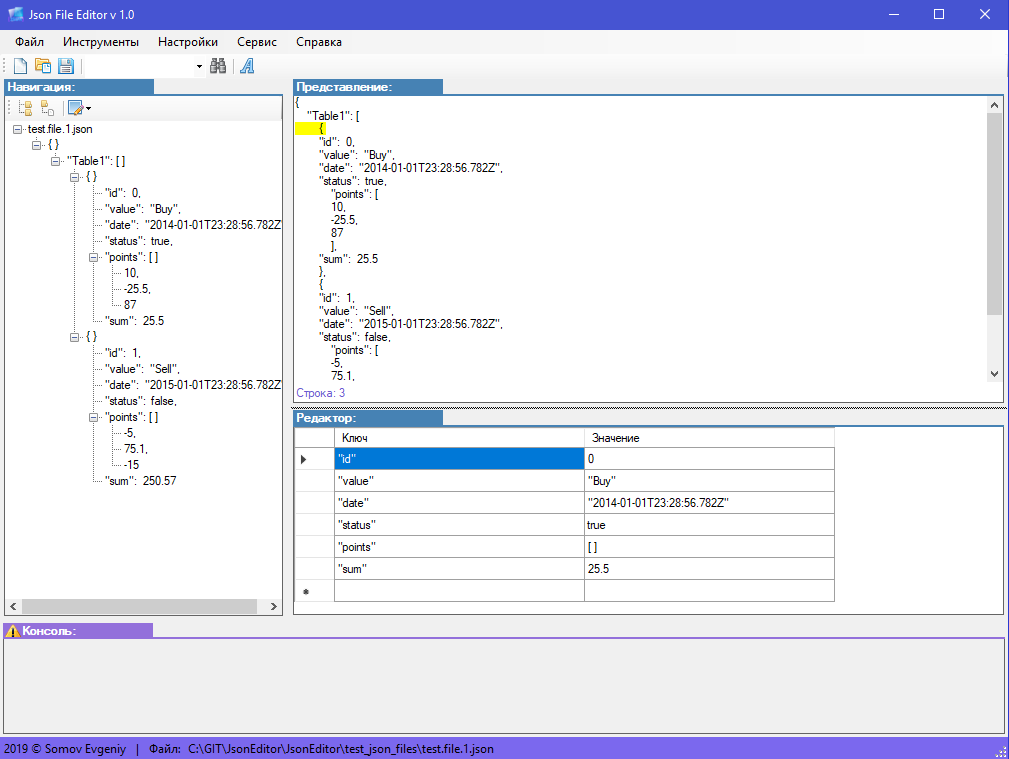 Json File Editor v 1.0
Файл Инструменты Настройки Сервис Справка
Навигация:
test.file.1.json
{ }
"Table1": [ ]
{ }
"id": 0,
"value": "Buy",
"date": "2014-01-01T23:28:56.782Z
"status": true,
"points": [ ]
10,
-25.5,
87
"sum": 25.5
{ }
"id": 1,
"value": "Sell",
"date": "2015-01-01T23:28:56.782Z
"status": false,
"points": [ ]
-5,
75.1,
-15
"sum": 250.57
Представление:
{
"Table1": [
{
"id": 0,
"value": "Buy",
"date": "2014-01-01T23:28:56.782Z",
"status": true,
"points": [
10,
-25.5,
87
],
"sum": 25.5
},
{
"id": 1,
"value": "Sell",
"date": "2015-01-01T23:28:56.782Z",
"status": false,
"points": [
-5,
75.1,
Строка: 3
Редактор:
Ключ Значение
"id" 0
"value" "Buy"
"date" "2014-01-01T23:28:56.782Z"
"status" true
"points" [ ]
"sum" 25.5
Консоль:
2019 © Somov Evgeniy | Файл: C:\GIT\JsonEditor\JsonEditor\test_json_files\test.file.1.json